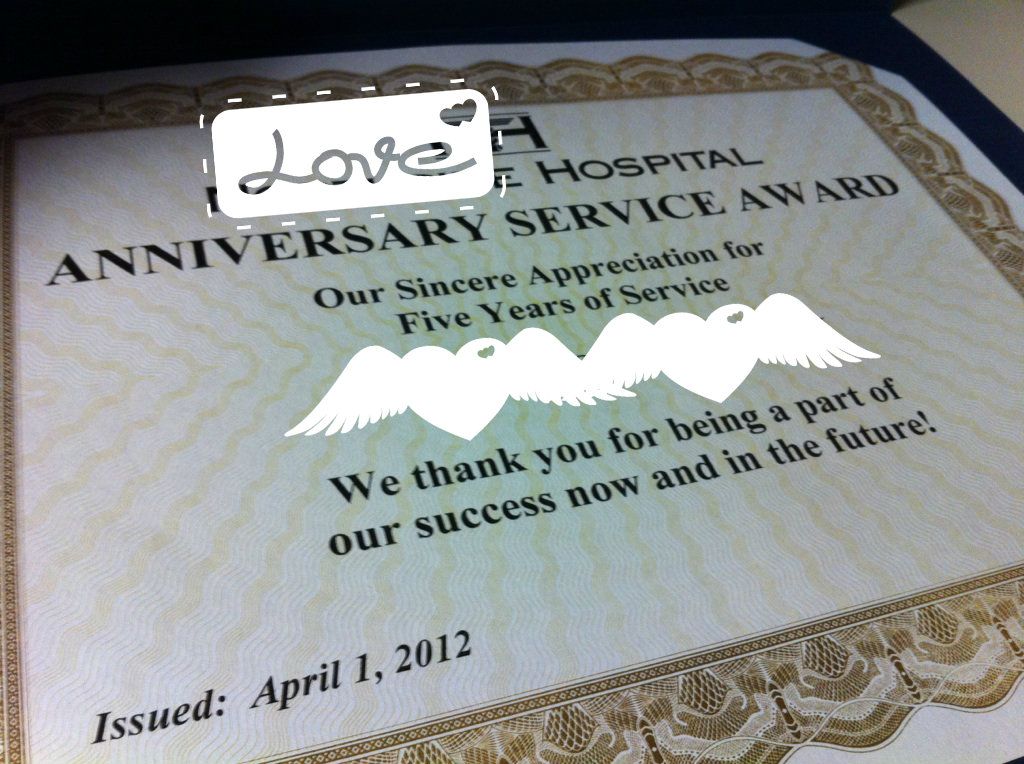 Love
HOSPITAL
ANNIVERSARY SERVICE AWARD
Our Sincere Appreciation for
Five Years of Service
We thank you for being a part of
our success now and in the future!
Issued: April 1, 2012